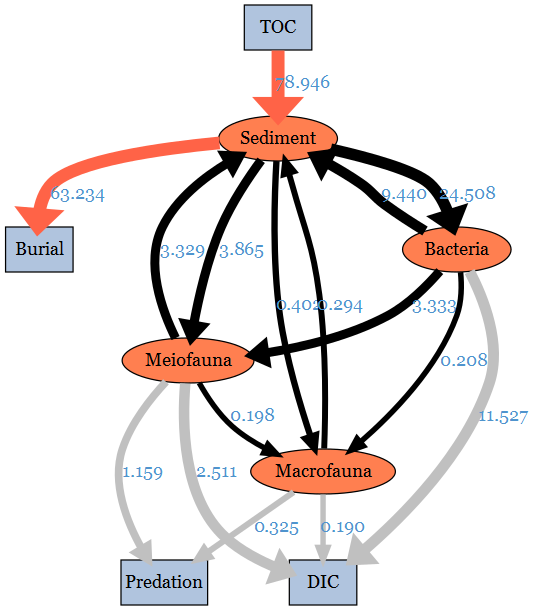 TOC
78.946
Sediment
63.234
9.440
24.508
Burial
3.329
3.865
Bacteria
0.402
0.294
3.333
Meiofauna
0.208
0.198
11.527
1.159
2.511
Macrofauna
0.325
0.190
Predation
DIC